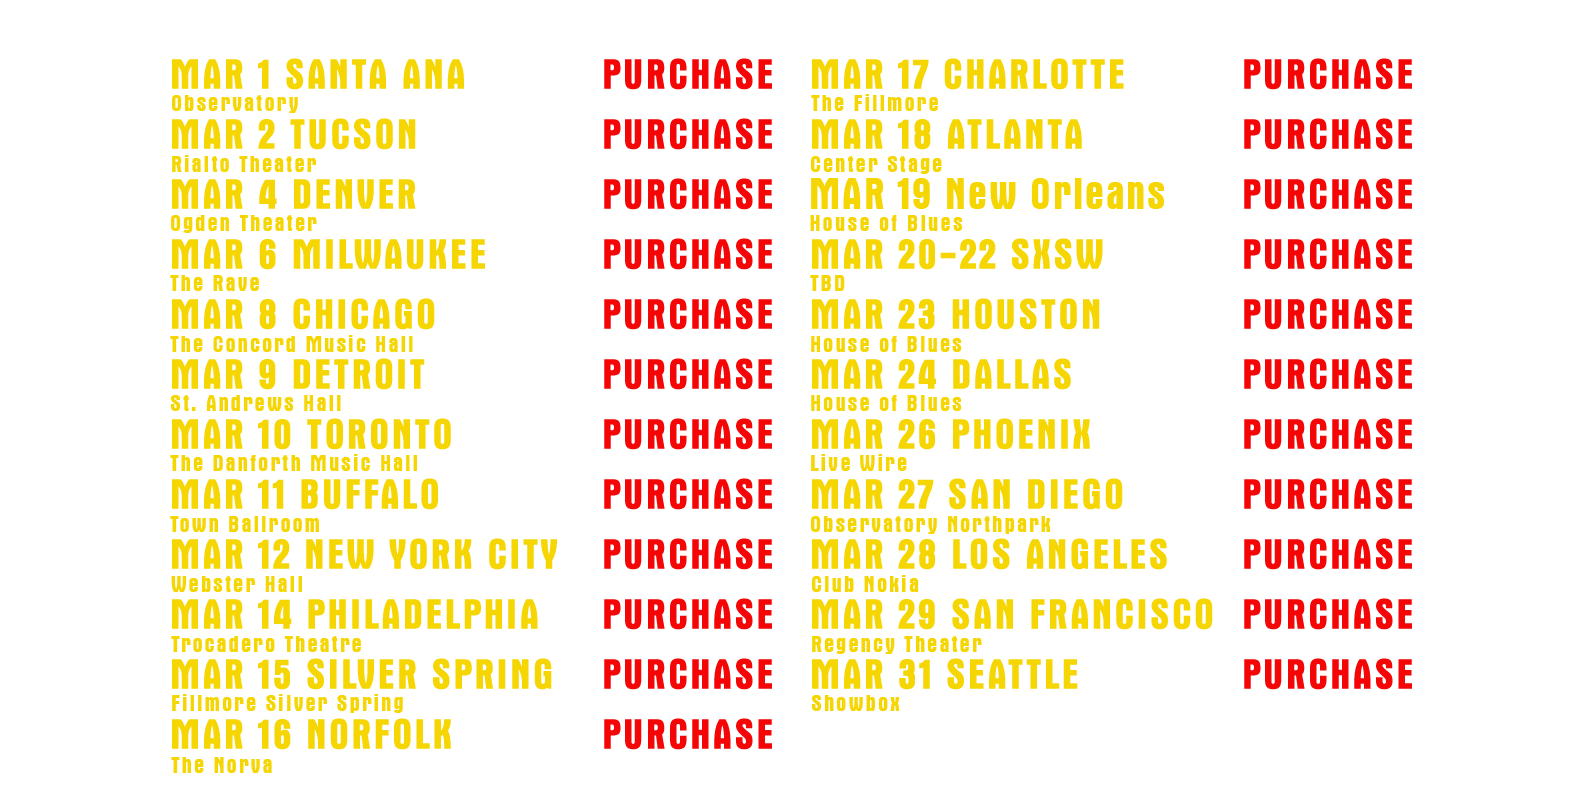 MAR 1 SANTA ANA PURCHASE
Observatory
MAR 2 TUCSON PURCHASE
Rialto Theater
MAR 4 DENVER PURCHASE
Ogden Theater
MAR 6 MILWAUKEE PURCHASE
The Rave
MAR 8 CHICAGO PURCHASE
The Concord Music Hall
MAR 9 DETROIT PURCHASE
St. Andrews Hall
MAR 10 TORONTO PURCHASE
The Danforth Music Hall
MAR 11 BUFFALO PURCHASE
Town Ballroom
MAR 12 NEW YORK CITY PURCHASE
Webster Hall
MAR 14 PHILADELPHIA PURCHASE
Trocadero Theatre
MAR 15 SILVER SPRING PURCHASE
Fillmore Silver Spring
MAR 16 NORFOLK PURCHASE
The Norva
MAR 17 CHARLOTTE PURCHASE
The Fillmore
MAR 18 ATLANTA PURCHASE
Center Stage
MAR 19 New Orleans PURCHASE
House of Blues
MAR 20-22 SXSW PURCHASE
TBD
MAR 23 HOUSTON PURCHASE
House of Blues
MAR 24 DALLAS PURCHASE
House of Blues
MAR 26 PHOENIX PURCHASE
Live Wire
MAR 27 SAN DIEGO PURCHASE
Observatory Northpark
MAR 28 LOS ANGELES PURCHASE
Club Nokia
MAR 29 SAN FRANCISCO PURCHASE
Regency Theater
MAR 31 SEATTLE PURCHASE
Showbox